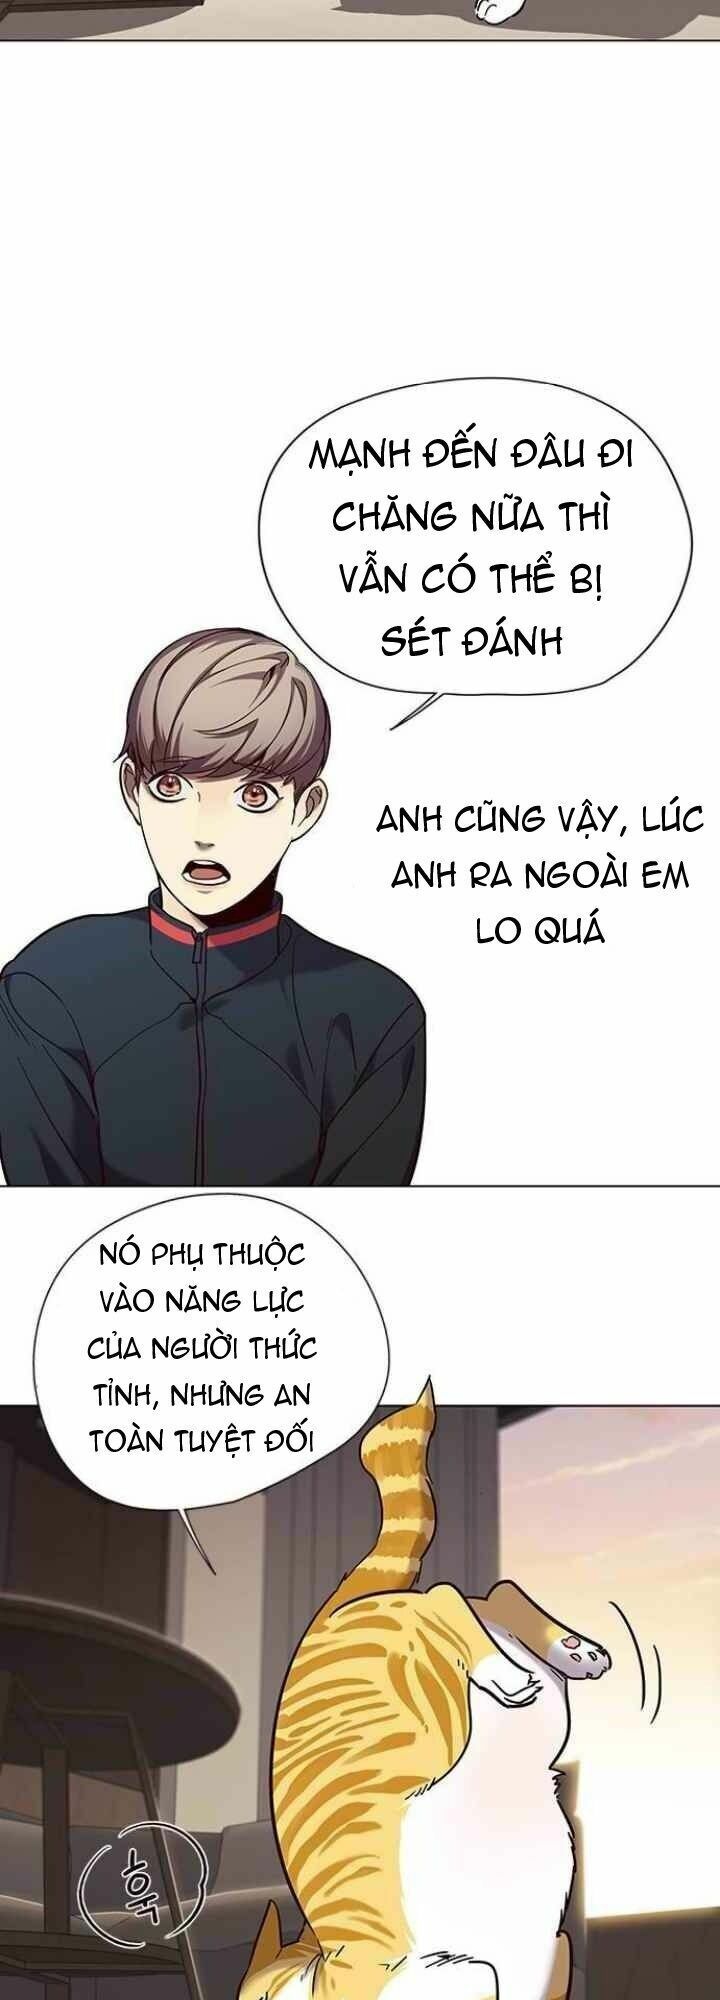 MẠNH ĐẾN ĐÂU ĐI
CHĂNG NỮA THÌ
VẪN CÓ THỂ BỊ
SÉT ĐÁNH
ANH CŨNG VẬY, LÚC
ANH RA NGOÀI EM
LO QUÁ
NÓ PHỤ THUỘC
VÀO NĂNG LỰC
CỦA NGƯỜI THỨC
TỈNH, NHƯNG AN
TOÀN TUYỆT ĐỐI
훅